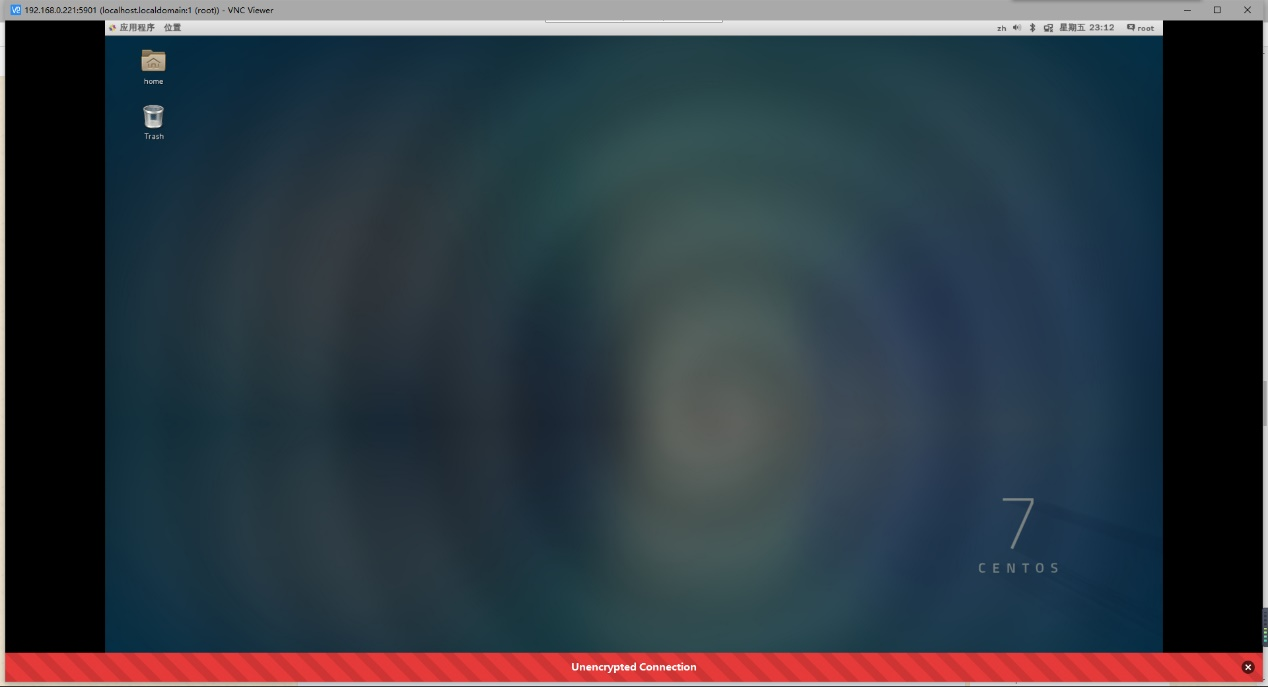 192.168.0.221:5901 (localhost.localdomain:1 (root)) - VNC Viewer
应用程序 位置 zh 星期五 23:12 root
home
Trash
7
CENTOS
Unencrypted Connection